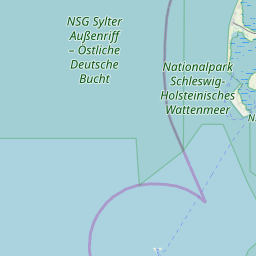 NSG Sylter
Außenriff
– Östliche
Deutsche
Bucht
Nationalpark
Schleswig-
Holsteinisches
Wattenmeer
N